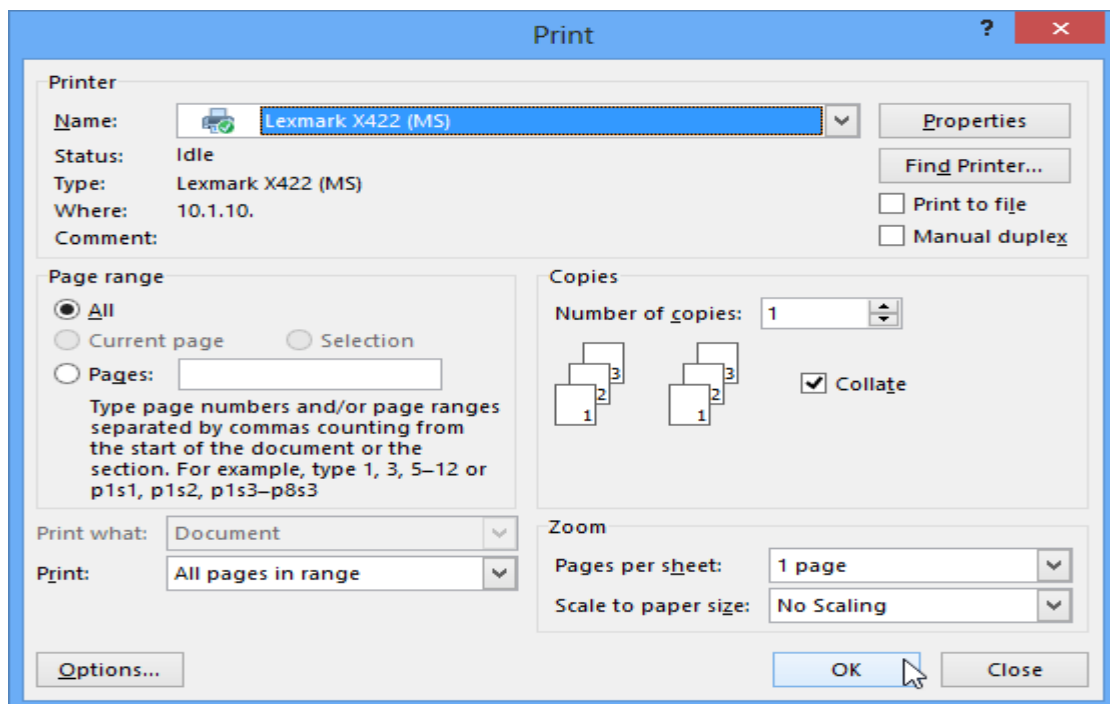 Print
?
Printer
Name:
Lexmark X422 (MS)
Properties
Status:
Idle
Find Printer...
Type:
Lexmark X422 (MS)
Where:
10.1.10.
Print to file
Comment:
Manual duplex
Page range
All
Current page
Selection
Pages:
Type page numbers and/or page ranges
separated by commas counting from
the start of the document or the
section. For example, type 1, 3, 5–12 or
p1s1, p1s2, p1s3–p8s3
Copies
Number of copies:
1
3
2
1
3
2
1
Collate
Print what:
Document
Print:
All pages in range
Zoom
Pages per sheet:
1 page
Scale to paper size:
No Scaling
Options...
OK
Close